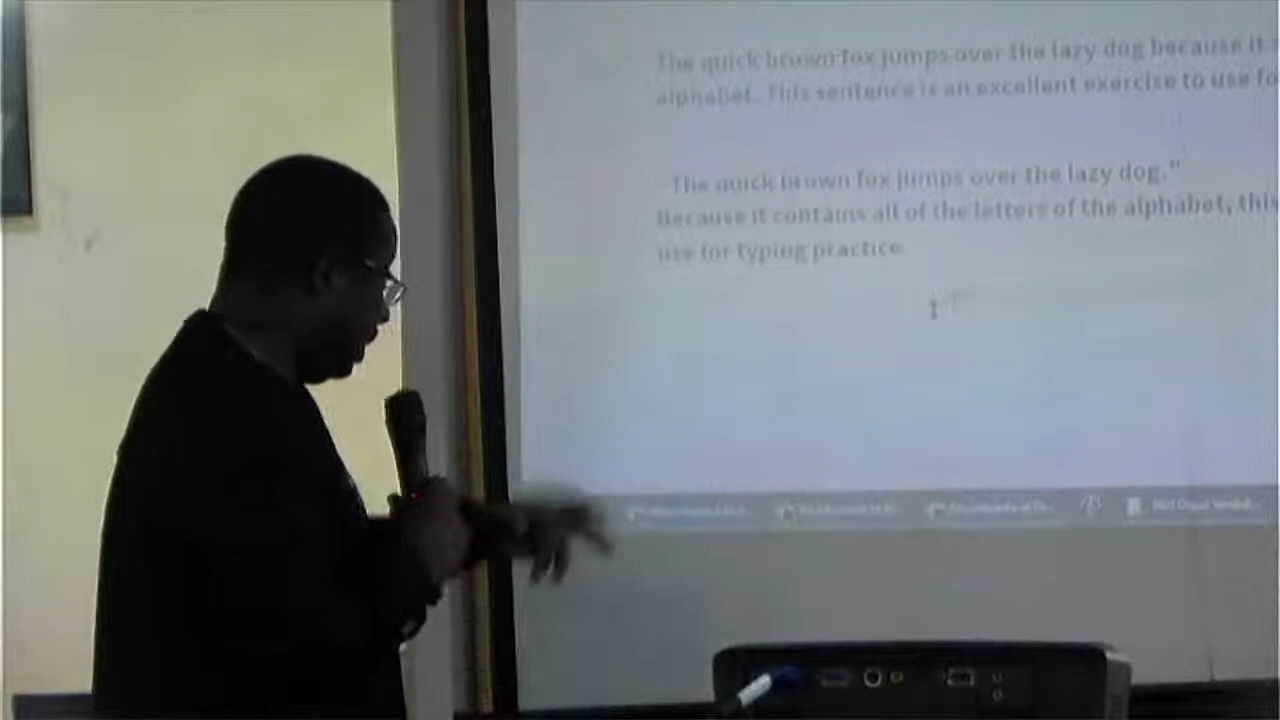 The quick brown fox jumps over the lazy dog because it
alphabet. This sentence is an excellent exercise to use fo
"The quick brown fox jumps over the lazy dog."
Because it contains all of the letters of the alphabet, this
use for typing practice